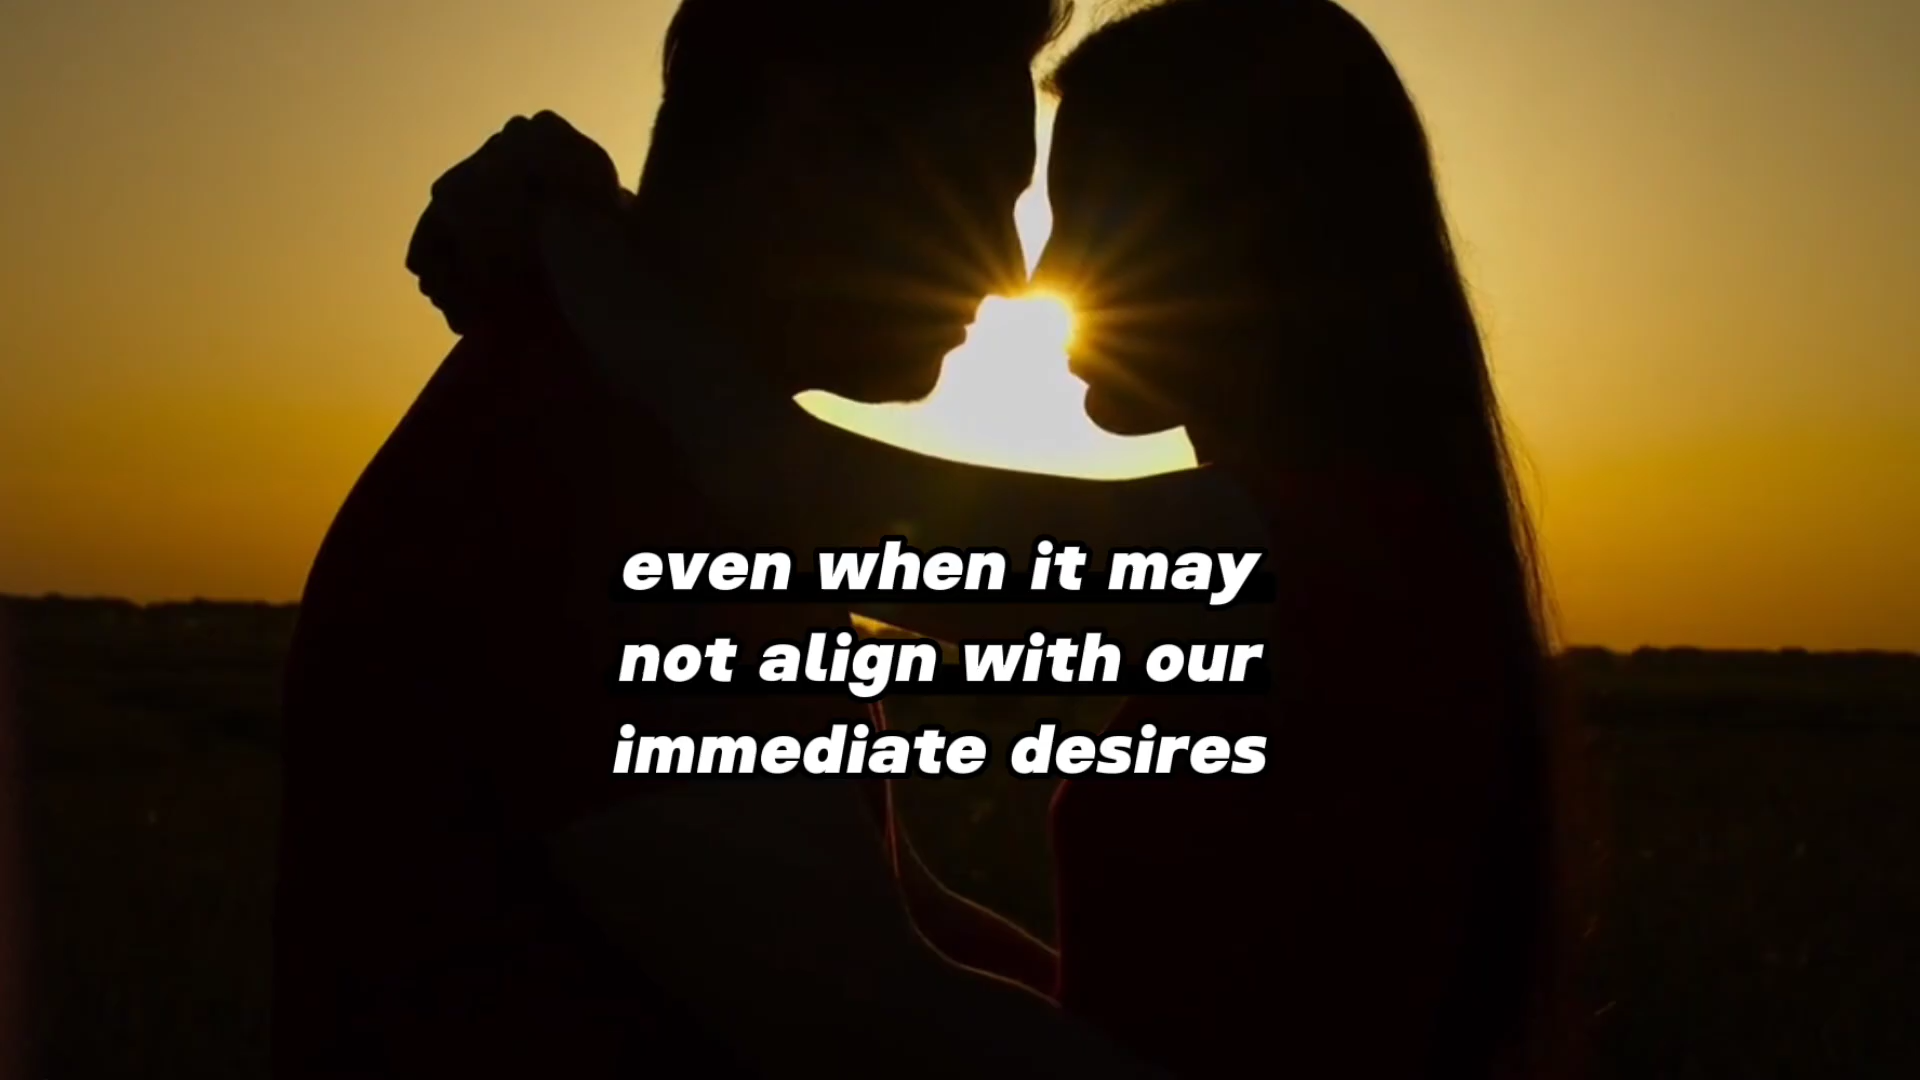 even when it may
not align with our
immediate desires